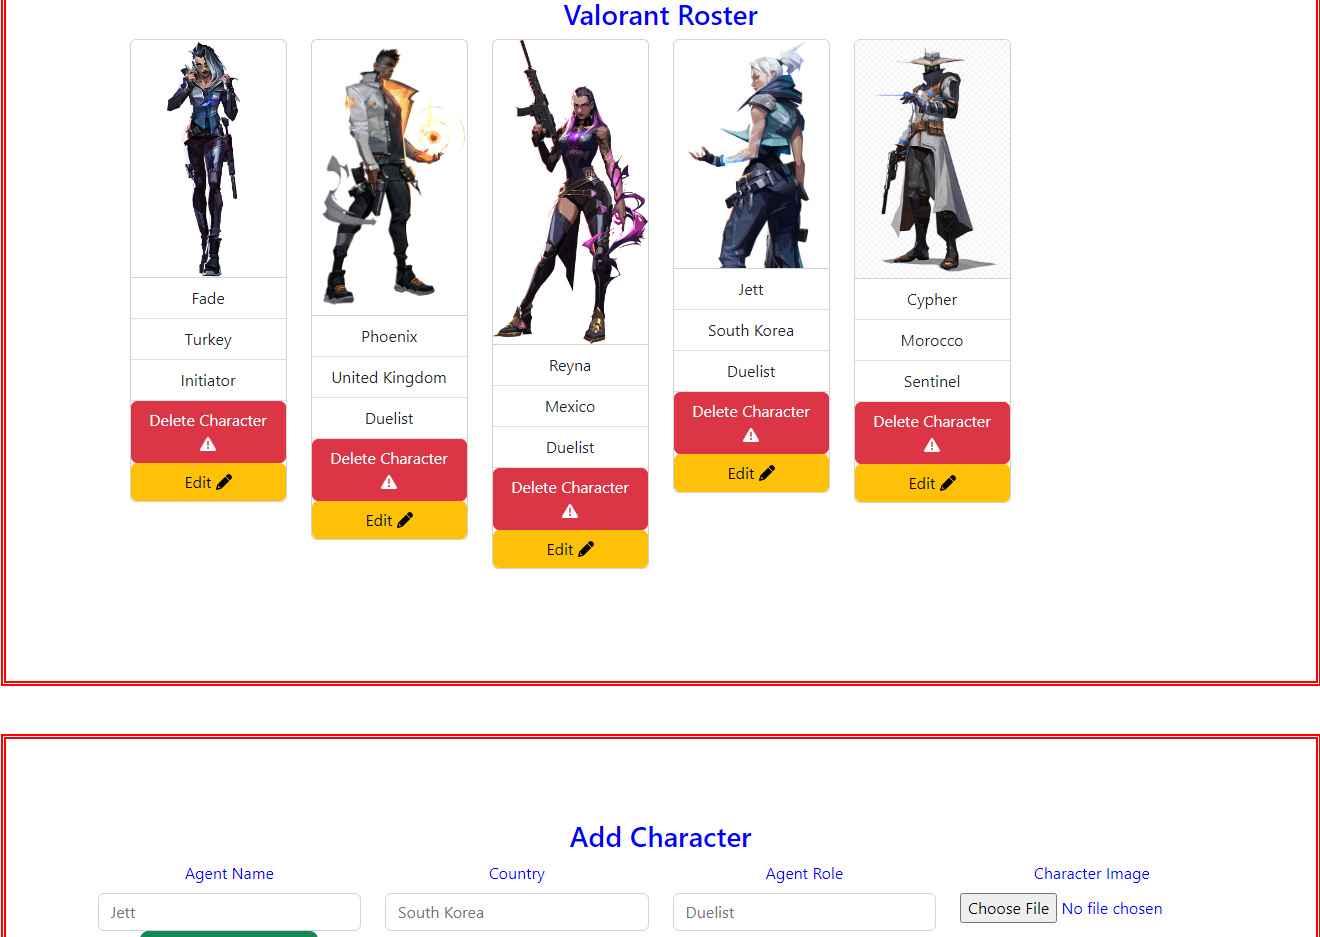 Valorant Roster
Fade
Turkey
Initiator
Delete Character
Edit
Phoenix
United Kingdom
Duelist
Delete Character
Edit
Reyna
Mexico
Duelist
Delete Character
Edit
Jett
South Korea
Duelist
Delete Character
Edit
Cypher
Morocco
Sentinel
Delete Character
Edit
Add Character
Agent Name
Country
Agent Role
Character Image
Jett
South Korea
Duelist
Choose File No file chosen